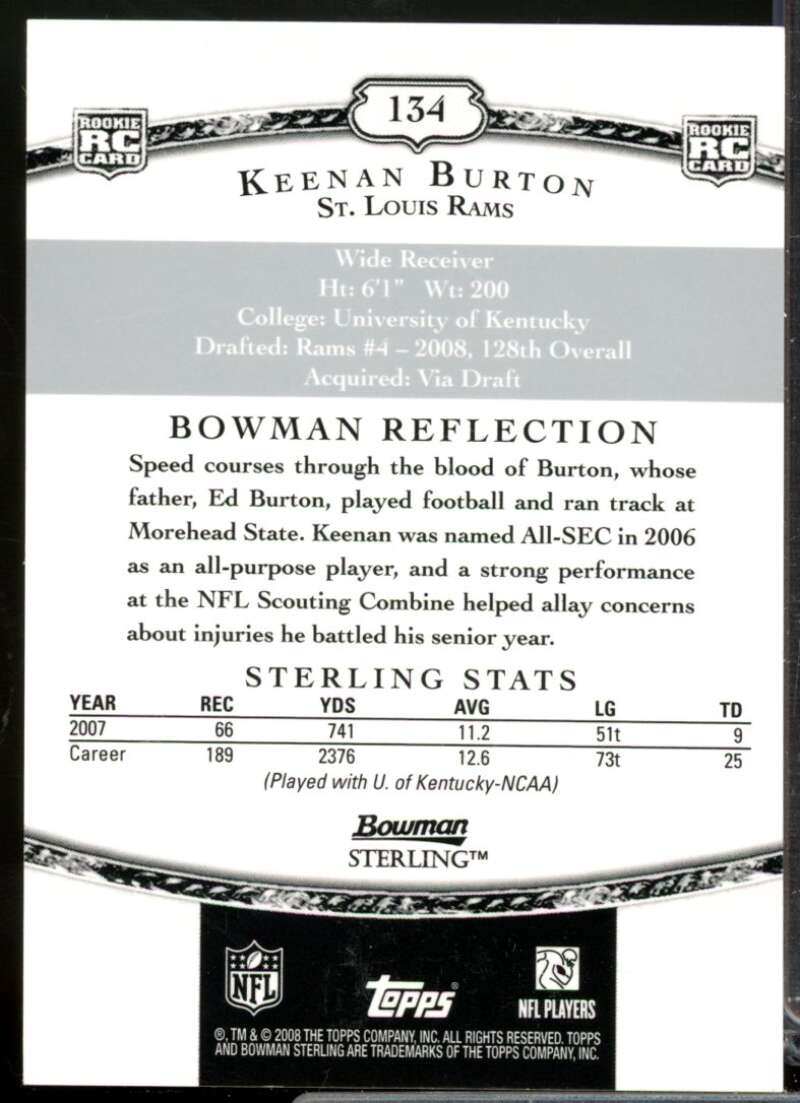 134
ROOKIE RC CARD
ROOKIE RC CARD
KEENAN BURTON
ST. LOUIS RAMS
Wide Receiver
Ht: 6'1" Wt: 200
College: University of Kentucky
Drafted: Rams #4 – 2008, 128th Overall
Acquired: Via Draft
BOWMAN REFLECTION
Speed courses through the blood of Burton, whose
father, Ed Burton, played football and ran track at
Morehead State. Keenan was named All-SEC in 2006
as an all-purpose player, and a strong performance
at the NFL Scouting Combine helped allay concerns
about injuries he battled his senior year.
STERLING STATS
YEAR REC YDS AVG LG TD
2007 66 741 11.2 51t 9
Career 189 2376 12.6 73t 25
(Played with U. of Kentucky-NCAA)
Bowman
STERLING™
NFL
Topps®
NFL PLAYERS
®, TM & © 2008 THE TOPPS COMPANY, INC. ALL RIGHTS RESERVED. TOPPS
AND BOWMAN STERLING ARE TRADEMARKS OF THE TOPPS COMPANY, INC.